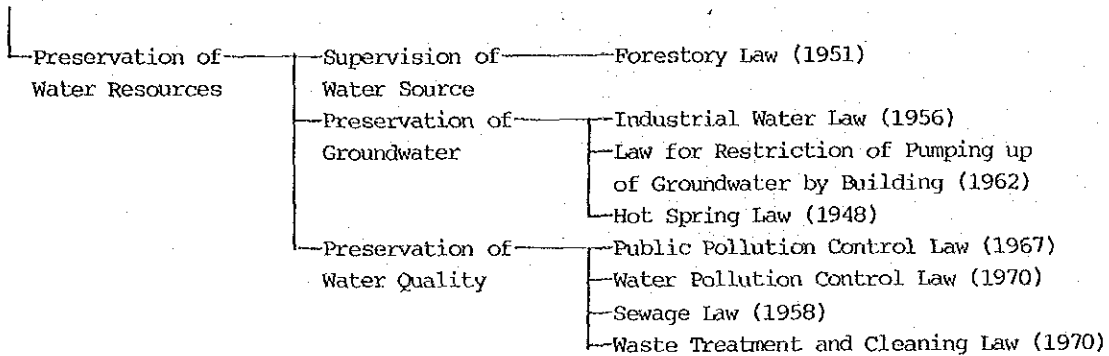 Preservation of Supervision of Forestory Law (1951)
Water Resources Water Source
Preservation of Industrial Water Law (1956)
Groundwater Law for Restriction of Pumping up
of Groundwater by Building (1962)
Hot Spring Law (1948)
Preservation of Public Pollution Control Law (1967)
Water Quality Water Pollution Control Law (1970)
Sewage Law (1958)
Waste Treatment and Cleaning Law (1970)